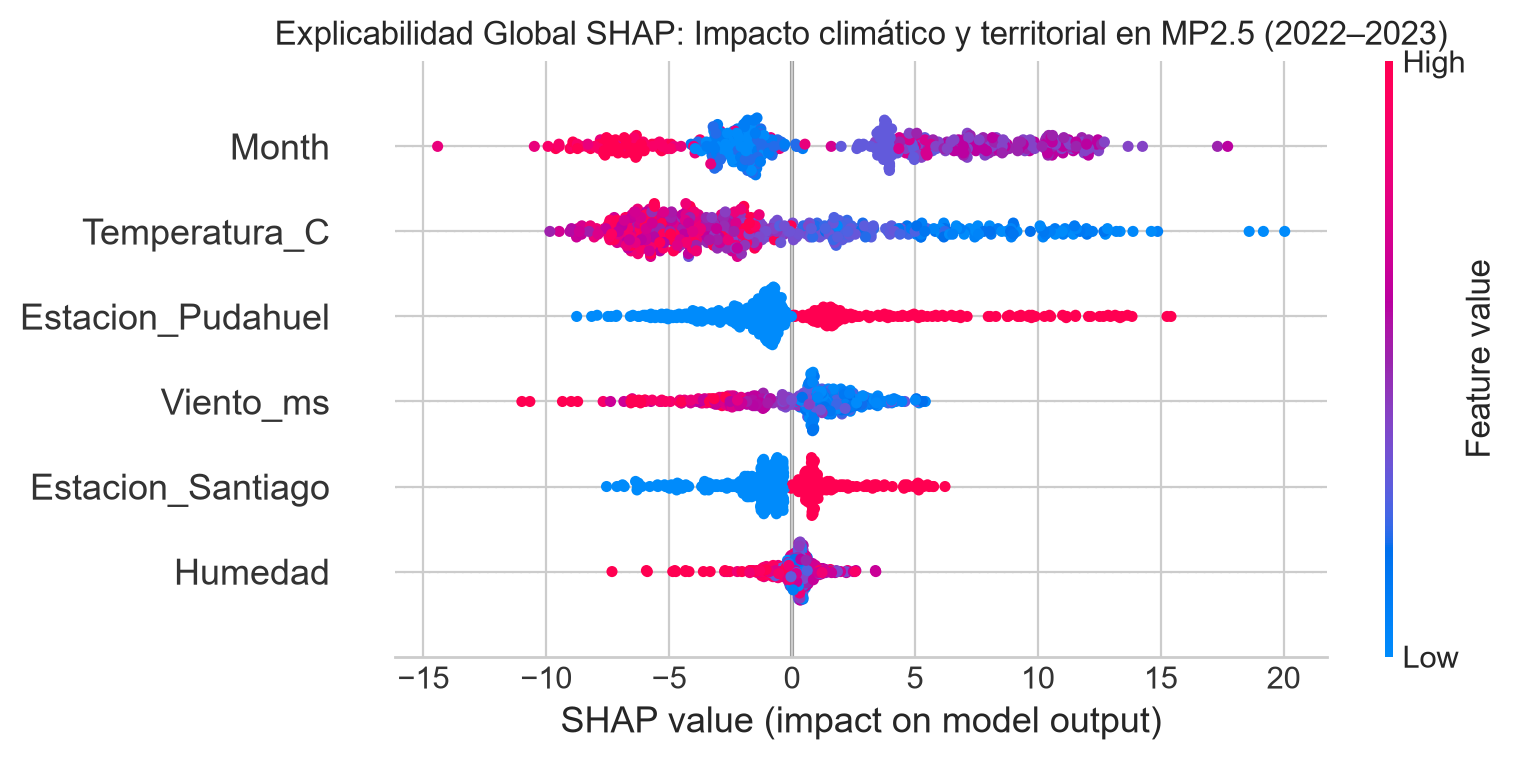 Explicabilidad Global SHAP: Impacto climático y territorial en MP2.5 (2022–2023)
High
Month
Temperatura_C
Estacion_Pudahuel
Viento_ms
Estacion_Santiago
Humedad
Feature value
Low
−15 −10 −5 0 5 10 15 20
SHAP value (impact on model output)